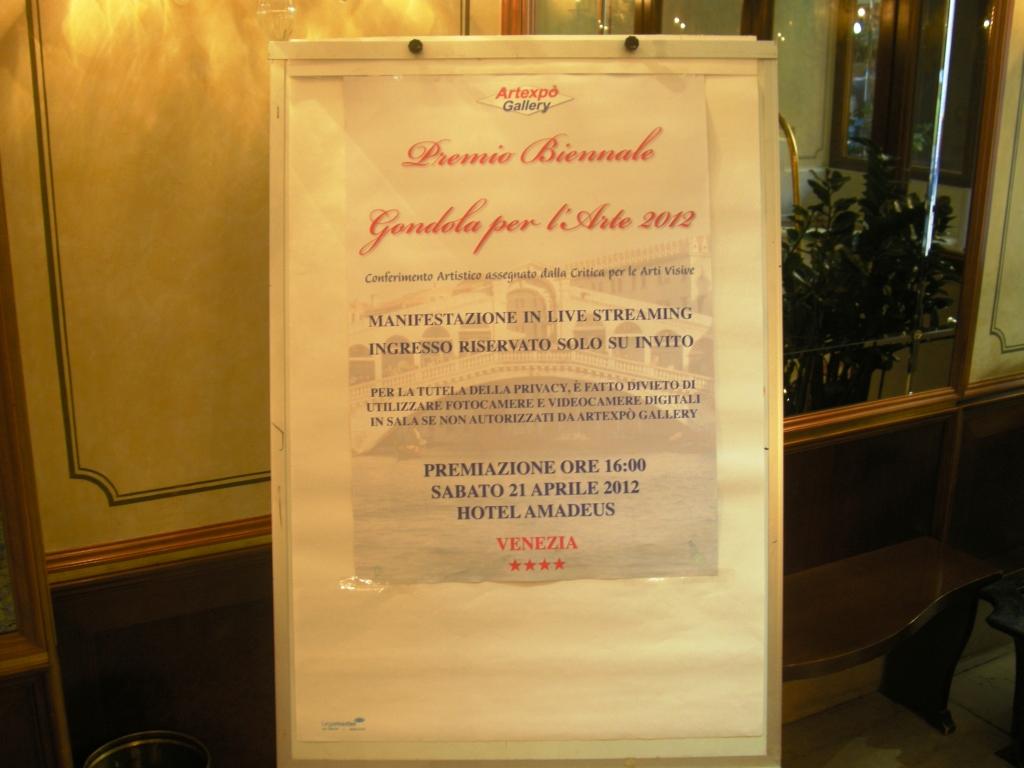 Artexpò
Gallery
Premio Biennale
Gondola per l'Arte 2012
Conferimento Artistico assegnato dalla Critica per le Arti Visive
MANIFESTAZIONE IN LIVE STREAMING
INGRESSO RISERVATO SOLO SU INVITO
PER LA TUTELA DELLA PRIVACY, È FATTO DIVIETO DI
UTILIZZARE FOTOCAMERE E VIDEOCAMERE DIGITALI
IN SALA SE NON AUTORIZZATI DA ARTEXPÒ GALLERY
PREMIAZIONE ORE 16:00
SABATO 21 APRILE 2012
HOTEL AMADEUS
VENEZIA